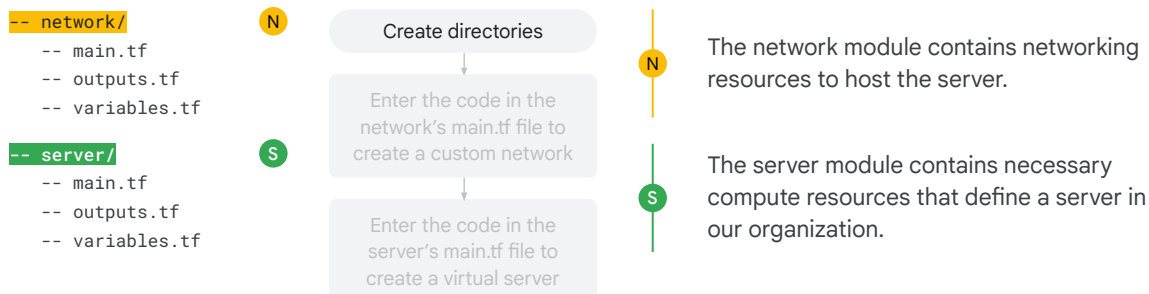 -- network/
-- main.tf
-- outputs.tf
-- variables.tf
N
-- server/
-- main.tf
-- outputs.tf
-- variables.tf
S
Create directories
Enter the code in the
network's main.tf file to
create a custom network
Enter the code in the
server's main.tf file to
create a virtual server
N
The network module contains networking
resources to host the server.
S
The server module contains necessary
compute resources that define a server in
our organization.